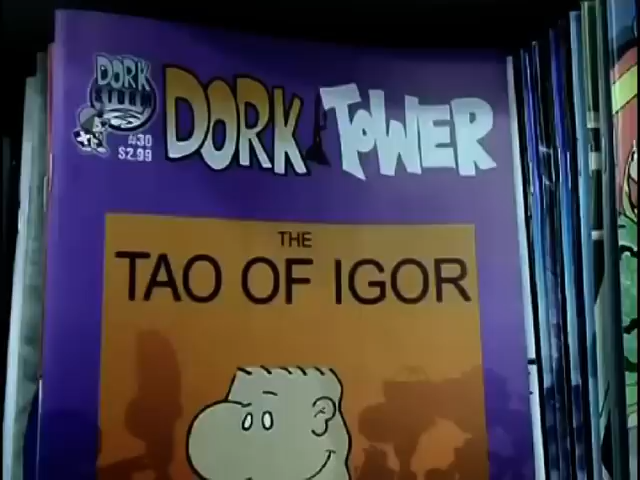 DORK
#30
$2.99
DORK TOWER
THE
TAO OF IGOR